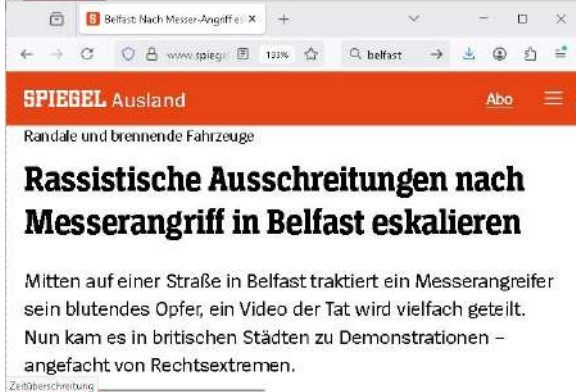 Belfast: Nach Messer-Angriff es
www.spieg
133%
belfast
SPIEGEL Ausland
Abo
Randale und brennende Fahrzeuge
Rassistische Ausschreitungen nach
Messerangriff in Belfast eskalieren
Mitten auf einer Straße in Belfast traktiert ein Messerangreifer
sein blutendes Opfer, ein Video der Tat wird vielfach geteilt.
Nun kam es in britischen Städten zu Demonstrationen –
angefacht von Rechtsextremen.
Zeitüberschreitung